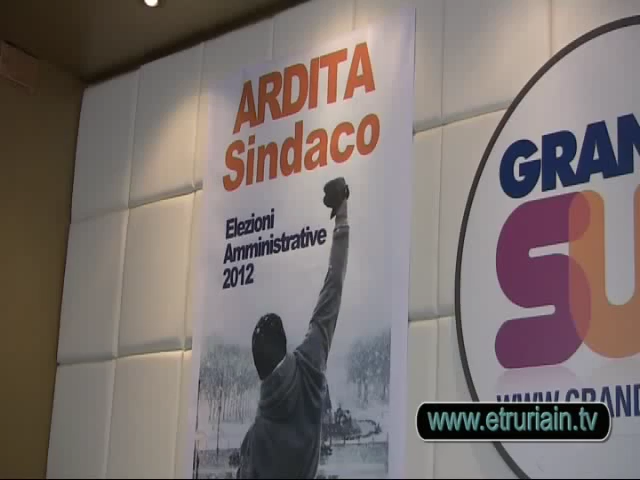 ARDITA
Sindaco
Elezioni
Amministrative
2012
GRAN
SU
WWW.GRAND
www.etruriain.tv